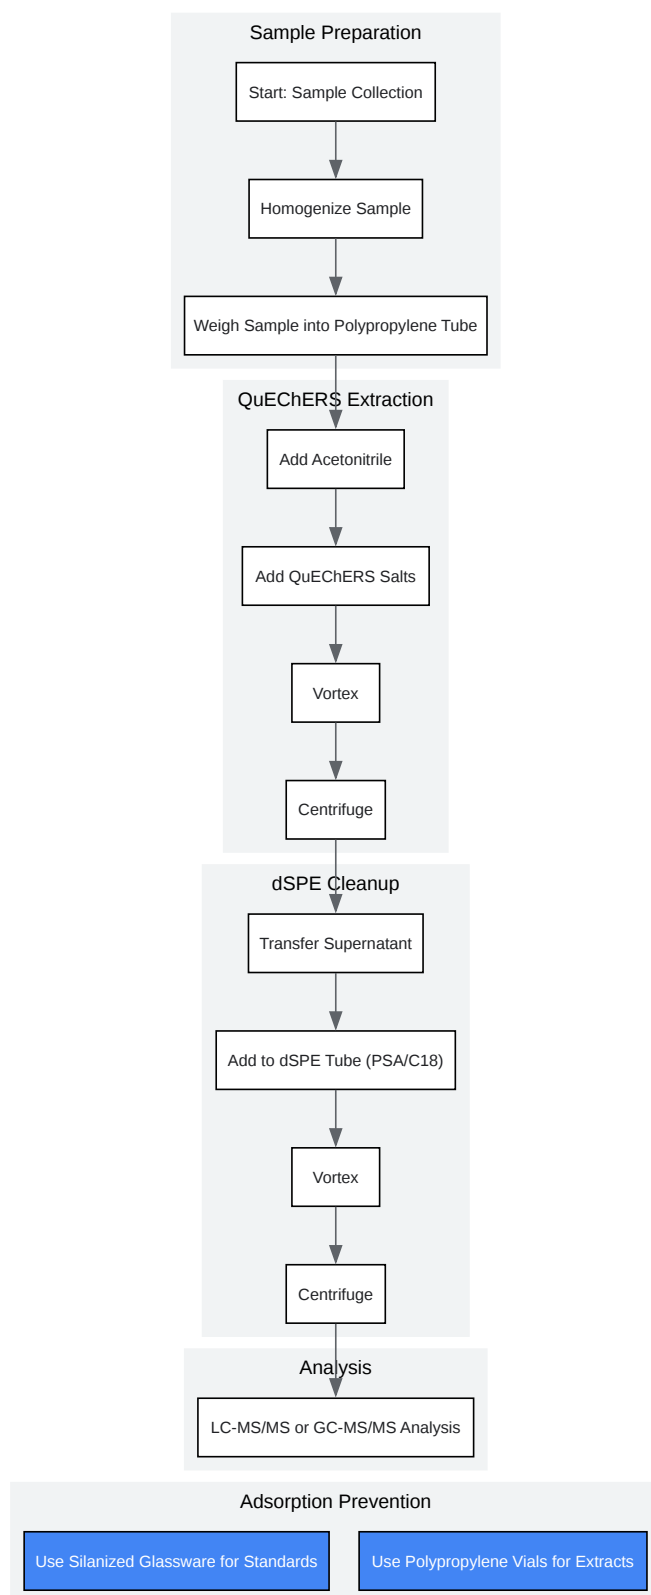 Sample Preparation
Start: Sample Collection
Homogenize Sample
Weigh Sample into Polypropylene Tube
QuEChERS Extraction
Add Acetonitrile
Add QuEChERS Salts
Vortex
Centrifuge
dSPE Cleanup
Transfer Supernatant
Add to dSPE Tube (PSA/C18)
Vortex
Centrifuge
Analysis
LC-MS/MS or GC-MS/MS Analysis
Adsorption Prevention
Use Silanized Glassware for Standards
Use Polypropylene Vials for Extracts